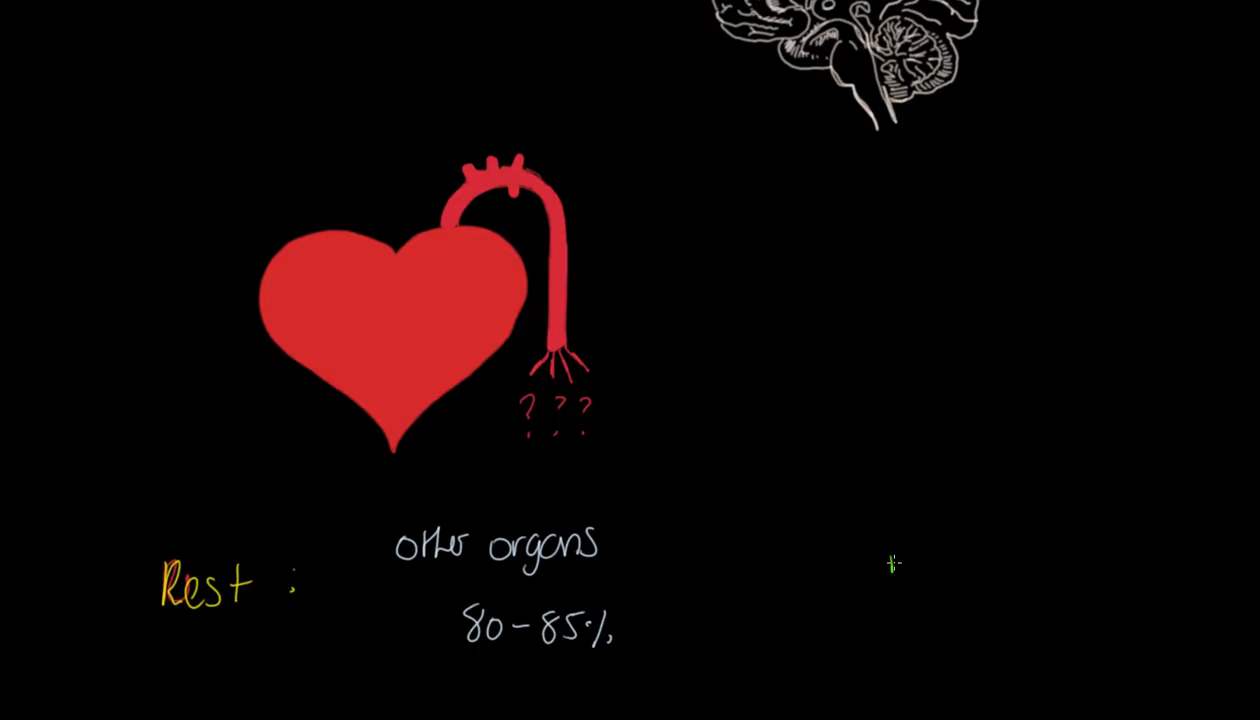 ? ? ?
other organs
Rest :
80-85%